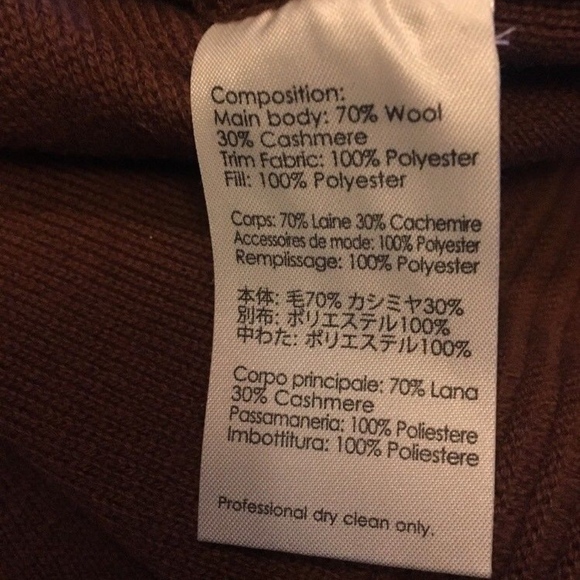 Composition:
Main body: 70% Wool
30% Cashmere
Trim Fabric: 100% Polyester
Fill: 100% Polyester
Corps: 70% Laine 30% Cachemire
Accessoires de mode: 100% Polyester
Remplissage: 100% Polyester
本体: 毛70% カシミヤ30%
別布: ポリエステル100%
中わた: ポリエステル100%
Corpo principale: 70% Lana
30% Cashmere
Passamaneria: 100% Poliestere
Imbottitura: 100% Poliestere
Professional dry clean only.